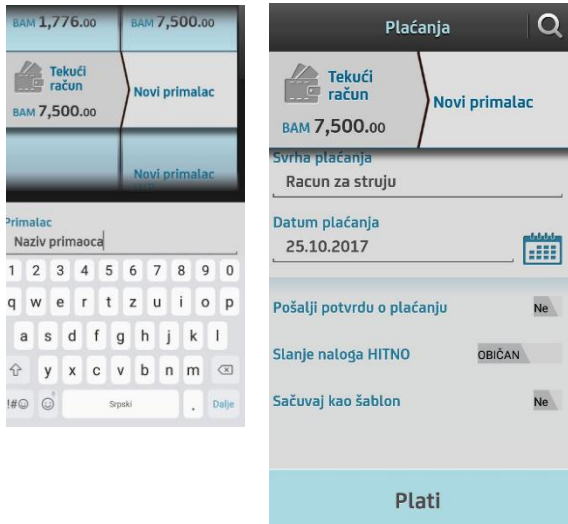 BAM 1,776.00
BAM 7,500.00
Tekući
račun
BAM 7,500.00
Novi primalac
Novi primalac
Primalac
Naziv primaoca
1 2 3 4 5 6 7 8 9 0
q w e r t z u i o p
a s d f g h j k l
y x c v b n m
!#☺ Srpski . Dalje
Plaćanja
Tekući
račun
BAM 7,500.00
Novi primalac
Svrha plaćanja
Racun za struju
Datum plaćanja
25.10.2017
Pošalji potvrdu o plaćanju Ne
Slanje naloga HITNO OBIČAN
Sačuvaj kao šablon Ne
Plati